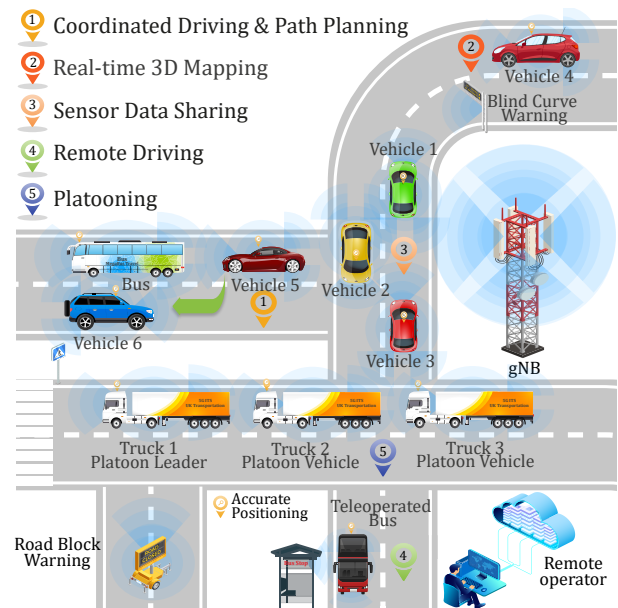 1 Coordinated Driving & Path Planning
2 Real-time 3D Mapping
3 Sensor Data Sharing
4 Remote Driving
5 Platooning
2
Vehicle 4
Blind Curve
Warning
Vehicle 1
3
Vehicle 2
Vehicle 3
Bus
Vehicle 5
1
Vehicle 6
gNB
Truck 1
Platoon Leader
Truck 2
Platoon Vehicle
Truck 3
Platoon Vehicle
5
Accurate
Positioning
Teleoperated
Bus
Road Block
Warning
Bus Stop
4
Remote
operator